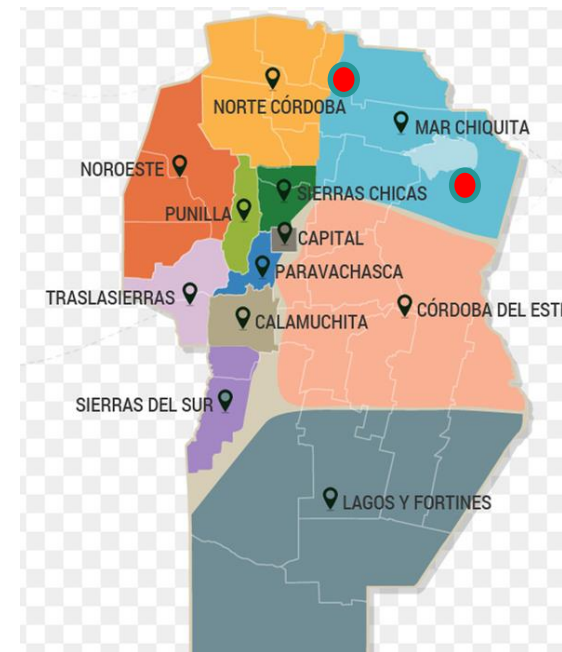 NORTE CÓRDOBA
MAR CHIQUITA
NOROESTE
SIERRAS CHICAS
PUNILLA
CAPITAL
PARAVACHASCA
TRASLASIERRAS
CÓRDOBA DEL ESTE
CALAMUCHITA
SIERRAS DEL SUR
LAGOS Y FORTINES